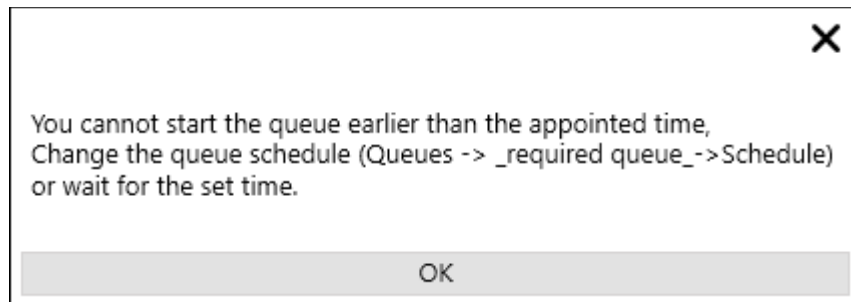 You cannot start the queue earlier than the appointed time,
Change the queue schedule (Queues -> _required queue_->Schedule)
or wait for the set time.
OK